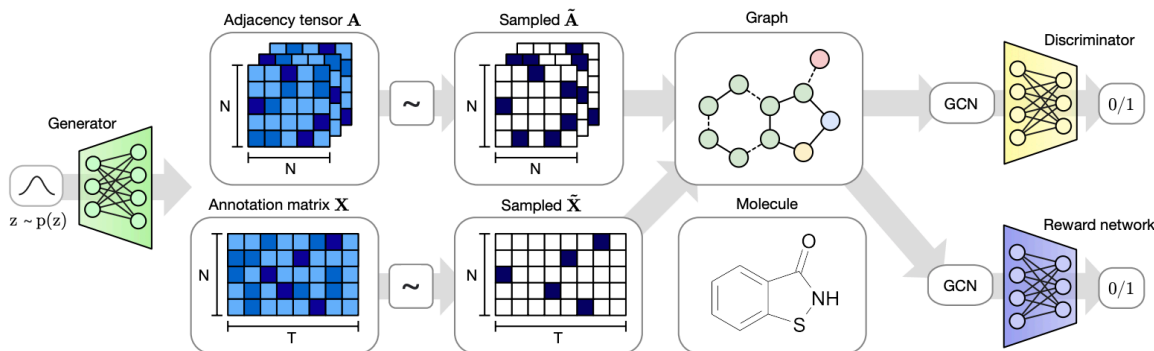 Adjacency tensor A
Sampled Ã
Graph
Discriminator
N
N
~
N
N
GCN
0/1
Generator
z ~ p(z)
Annotation matrix X
Sampled X̃
Molecule
Reward network
N
T
~
N
T
O
NH
S
GCN
0/1